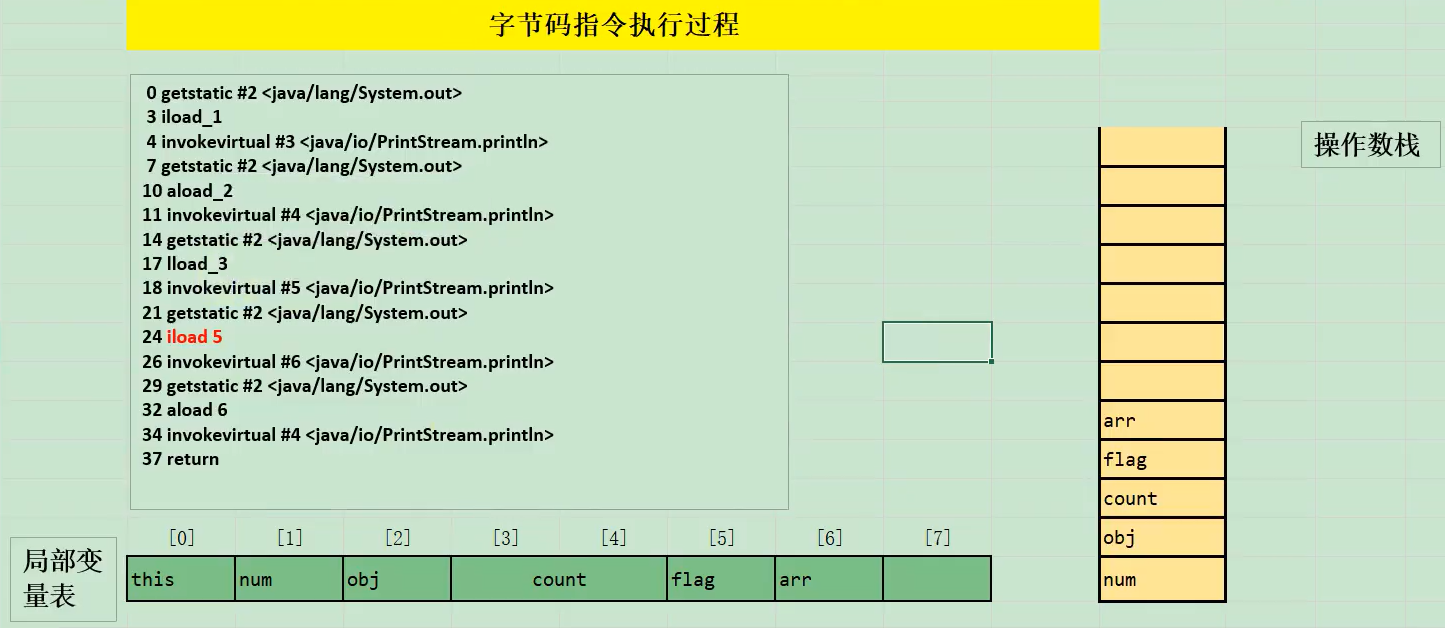 字节码指令执行过程
0 getstatic #2 <java/lang/System.out>
3 iload_1
4 invokevirtual #3 <java/io/PrintStream.println>
7 getstatic #2 <java/lang/System.out>
10 aload_2
11 invokevirtual #4 <java/io/PrintStream.println>
14 getstatic #2 <java/lang/System.out>
17 lload_3
18 invokevirtual #5 <java/io/PrintStream.println>
21 getstatic #2 <java/lang/System.out>
24 iload 5
26 invokevirtual #6 <java/io/PrintStream.println>
29 getstatic #2 <java/lang/System.out>
32 aload 6
34 invokevirtual #4 <java/io/PrintStream.println>
37 return
操作数栈
arr
flag
count
obj
num
[0] [1] [2] [3] [4] [5] [6] [7]
局部变
量表
this num obj count flag arr